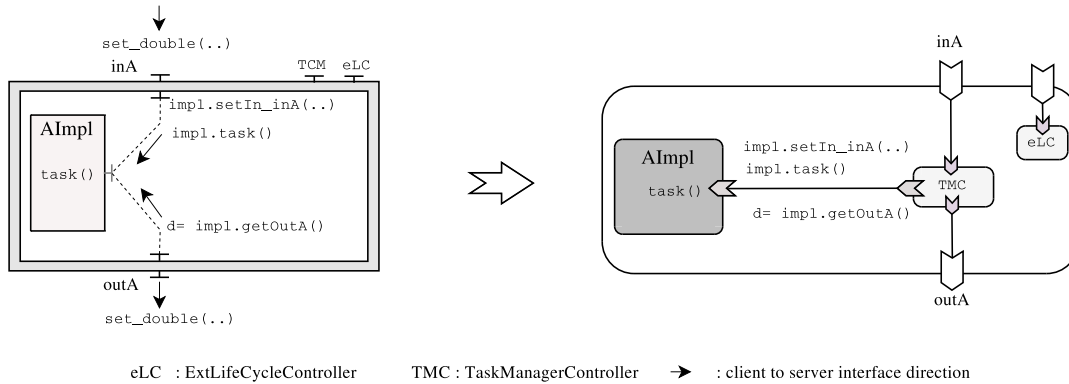 set_double(..)
inA
TCM eLC
impl.setIn_inA(..)
AImpl
impl.task()
task()
d= impl.getOutA()
outA
set_double(..)
inA
eLC
impl.setIn_inA(..)
AImpl
impl.task()
task()
TMC
d= impl.getOutA()
outA
eLC : ExtLifeCycleController TMC : TaskManagerController : client to server interface direction